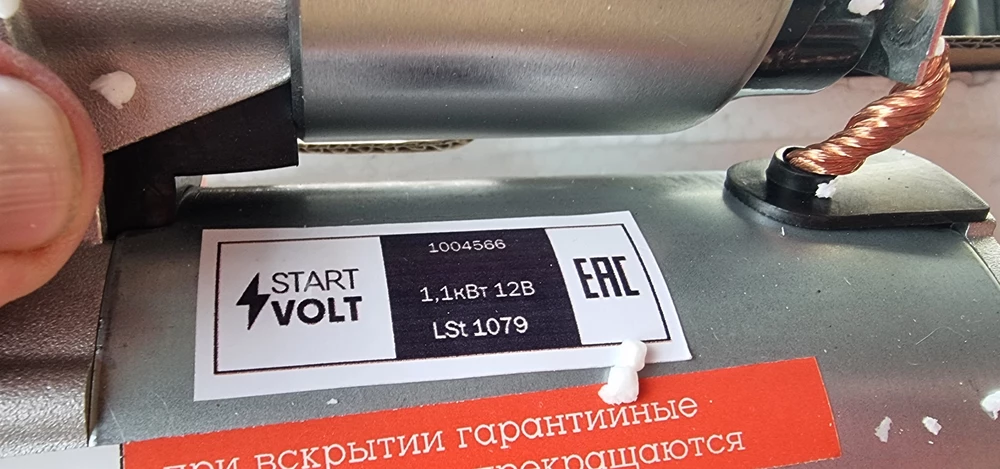 START
VOLT
1004566
1,1кВт 12В
LSt 1079
EAC
при вскрытии гарантийные
прекращаются